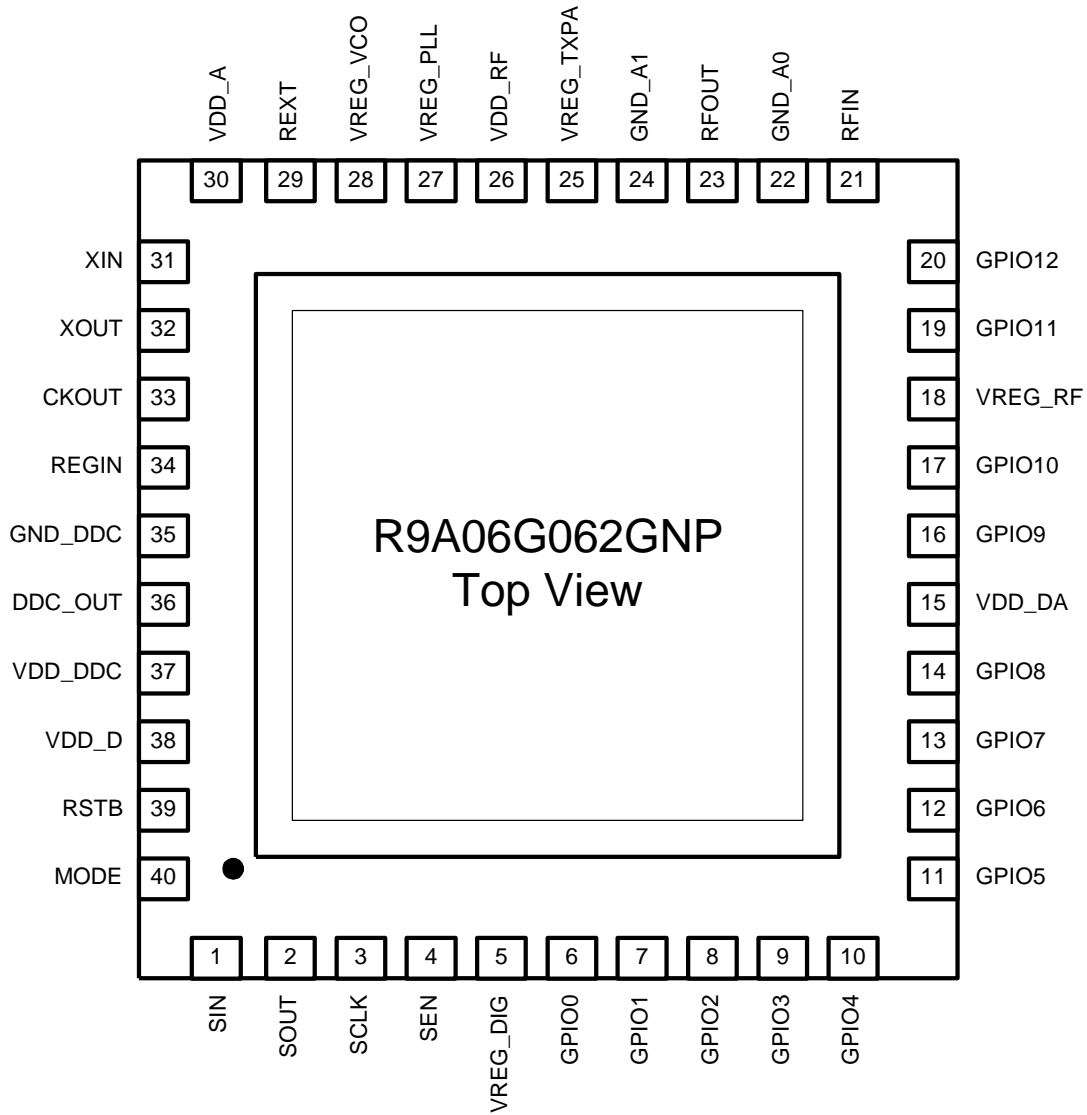 VDD_A
REXT
VREG_VCO
VREG_PLL
VDD_RF
VREG_TXPA
GND_A1
RFOUT
GND_A0
RFIN
30 29 28 27 26 25 24 23 22 21
XIN 31
XOUT 32
CKOUT 33
REGIN 34
GND_DDC 35
DDC_OUT 36
VDD_DDC 37
VDD_D 38
RSTB 39
MODE 40
R9A06G062GNP
Top View
20 GPIO12
19 GPIO11
18 VREG_RF
17 GPIO10
16 GPIO9
15 VDD_DA
14 GPIO8
13 GPIO7
12 GPIO6
11 GPIO5
1 2 3 4 5 6 7 8 9 10
SIN
SOUT
SCLK
SEN
VREG_DIG
GPIO0
GPIO1
GPIO2
GPIO3
GPIO4